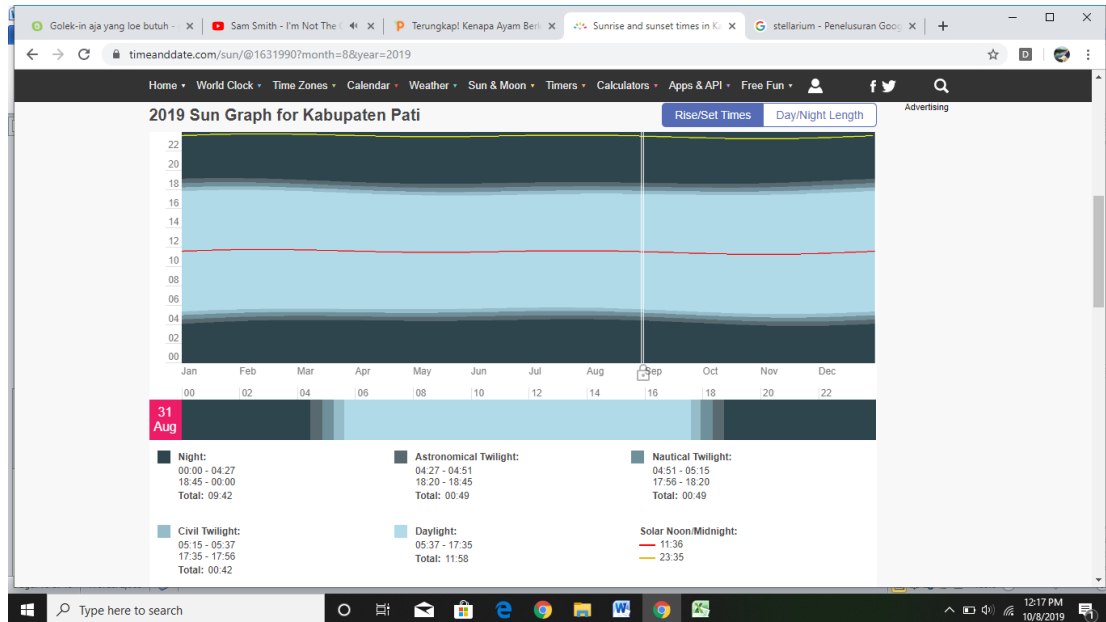 Golek-in aja yang loe butuh -
Sam Smith - I'm Not The
Terungkap! Kenapa Ayam Berk
Sunrise and sunset times in Ka
stellarium - Penelusuran Goog
timeanddate.com/sun/@1631990?month=8&year=2019
D
Home World Clock Time Zones Calendar Weather Sun & Moon Timers Calculators Apps & API Free Fun
2019 Sun Graph for Kabupaten Pati
Rise/Set Times
Day/Night Length
Advertising
22
20
18
16
14
12
10
08
06
04
02
00
Jan Feb Mar Apr May Jun Jul Aug Sep Oct Nov Dec
00 02 04 06 08 10 12 14 16 18 20 22
31
Aug
Night:
00:00 - 04:27
18:45 - 00:00
Total: 09:42
Astronomical Twilight:
04:27 - 04:51
18:20 - 18:45
Total: 00:49
Nautical Twilight:
04:51 - 05:15
17:56 - 18:20
Total: 00:49
Civil Twilight:
05:15 - 05:37
17:35 - 17:56
Total: 00:42
Daylight:
05:37 - 17:35
Total: 11:58
Solar Noon/Midnight:
11:36
23:35
Type here to search
12:17 PM
10/8/2019